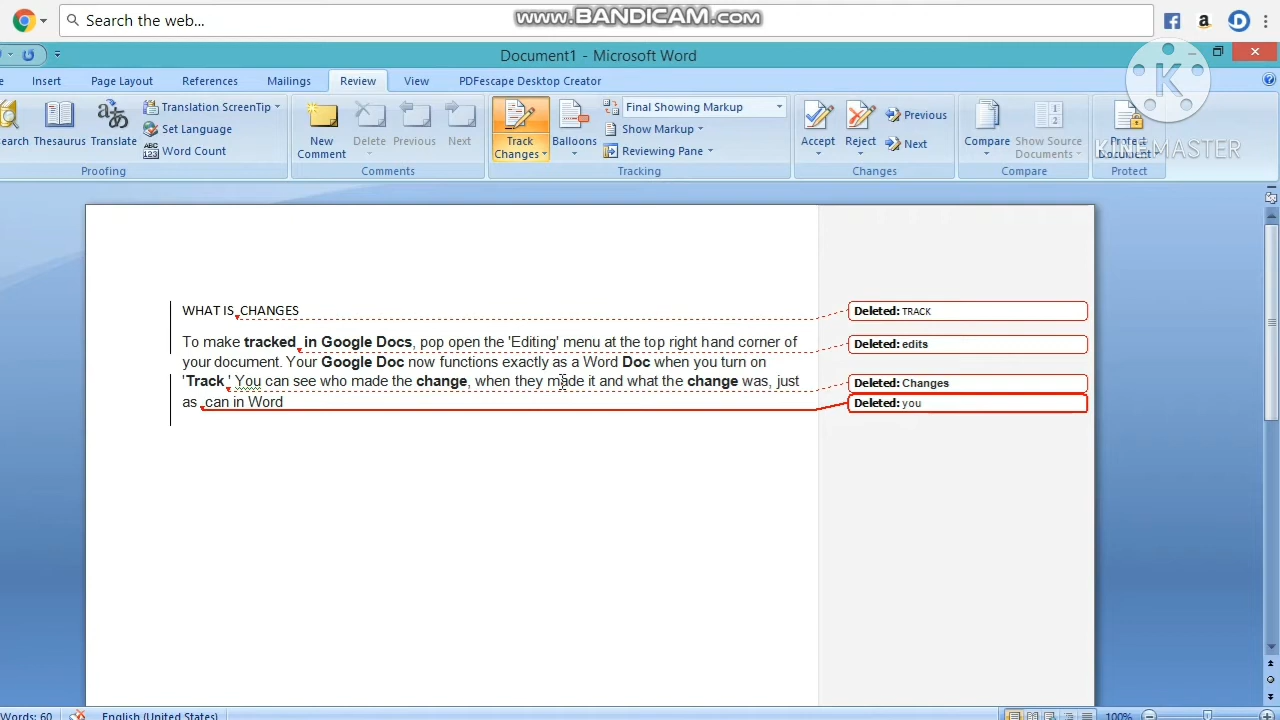 Search the web...
www.BANDICAM.com
Document1 - Microsoft Word
Insert Page Layout References Mailings Review View PDFescape Desktop Creator
Translation ScreenTip
Set Language
Word Count
Thesaurus Translate
Proofing
New Comment
Delete Previous Next
Comments
Track Changes
Balloons
Final Showing Markup
Show Markup
Reviewing Pane
Tracking
Accept Reject
Previous
Next
Changes
Compare
Show Source Documents
Compare
Protect Document
Protect
K
KINEMASTER
WHAT IS CHANGES
To make tracked in Google Docs, pop open the 'Editing' menu at the top right hand corner of
your document. Your Google Doc now functions exactly as a Word Doc when you turn on
'Track ' You can see who made the change, when they made it and what the change was, just
as can in Word
Deleted: TRACK
Deleted: edits
Deleted: Changes
Deleted: you
Words: 60
English (United States)
100%